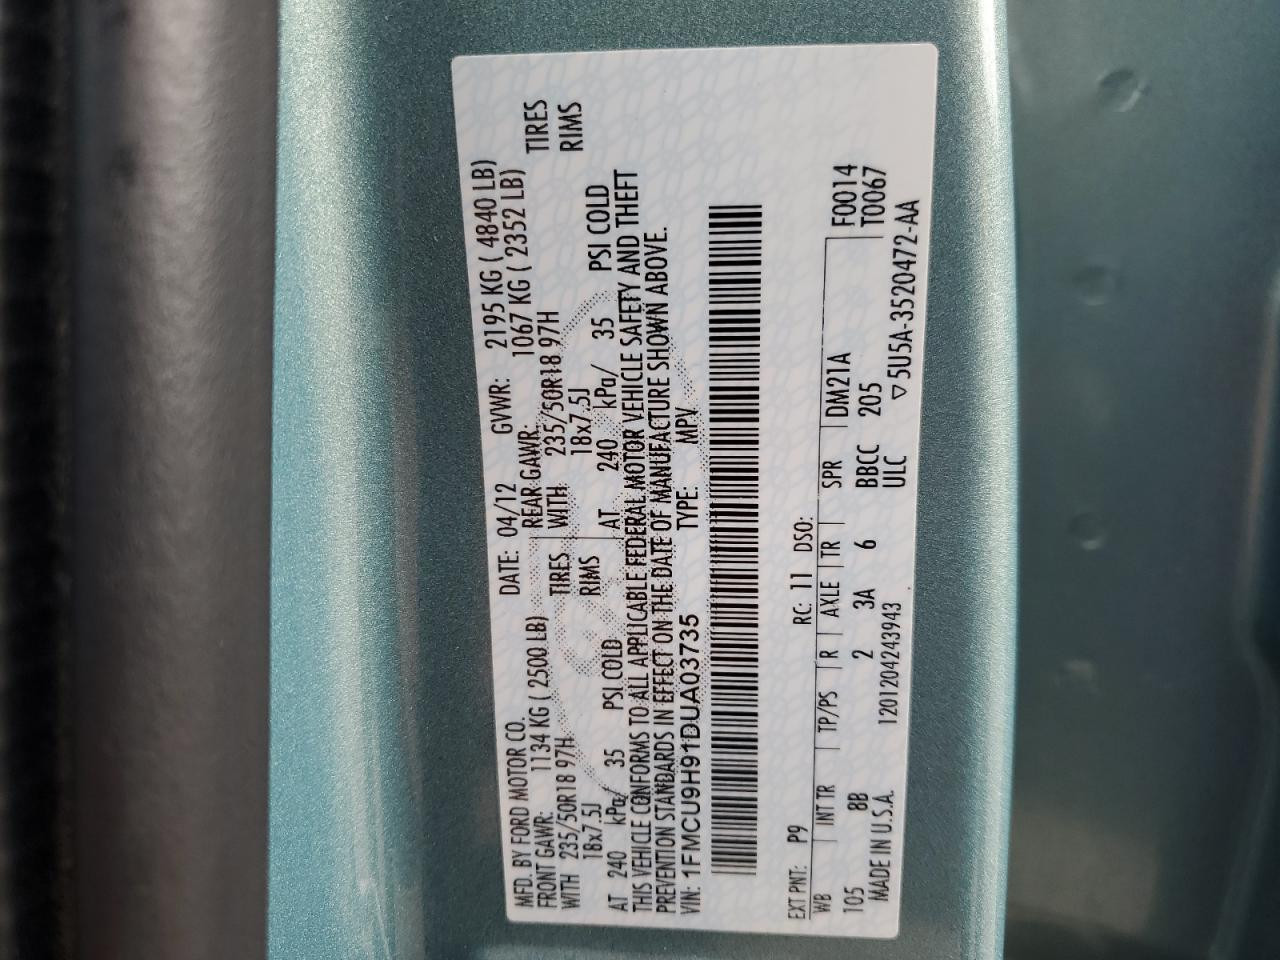 MFD. BY FORD MOTOR CO.
DATE: 04/12 GVWR: 2195 KG ( 4840 LB)
FRONT GAWR: 1134 KG ( 2500 LB) REAR GAWR: 1067 KG ( 2352 LB)
WITH 235/50R18 97H TIRES WITH 235/50R18 97H TIRES
18x7.5J RIMS 18x7.5J RIMS
AT 240 kPa/ 35 PSI COLD AT 240 kPa/ 35 PSI COLD
THIS VEHICLE CONFORMS TO ALL APPLICABLE FEDERAL MOTOR VEHICLE SAFETY AND THEFT
PREVENTION STANDARDS IN EFFECT ON THE DATE OF MANUFACTURE SHOWN ABOVE.
VIN: 1FMCU9H91DUA03735 TYPE: MPV
EXT PNT: P9 RC: 11 DSO:
WB INT TR TP/PS R AXLE TR SPR DM21A F0014
105 8B 2 3A 6 BBCC 205 T0067
MADE IN U.S.A. 120120424394​3 ULC ▽ 5U5A-3520472-AA